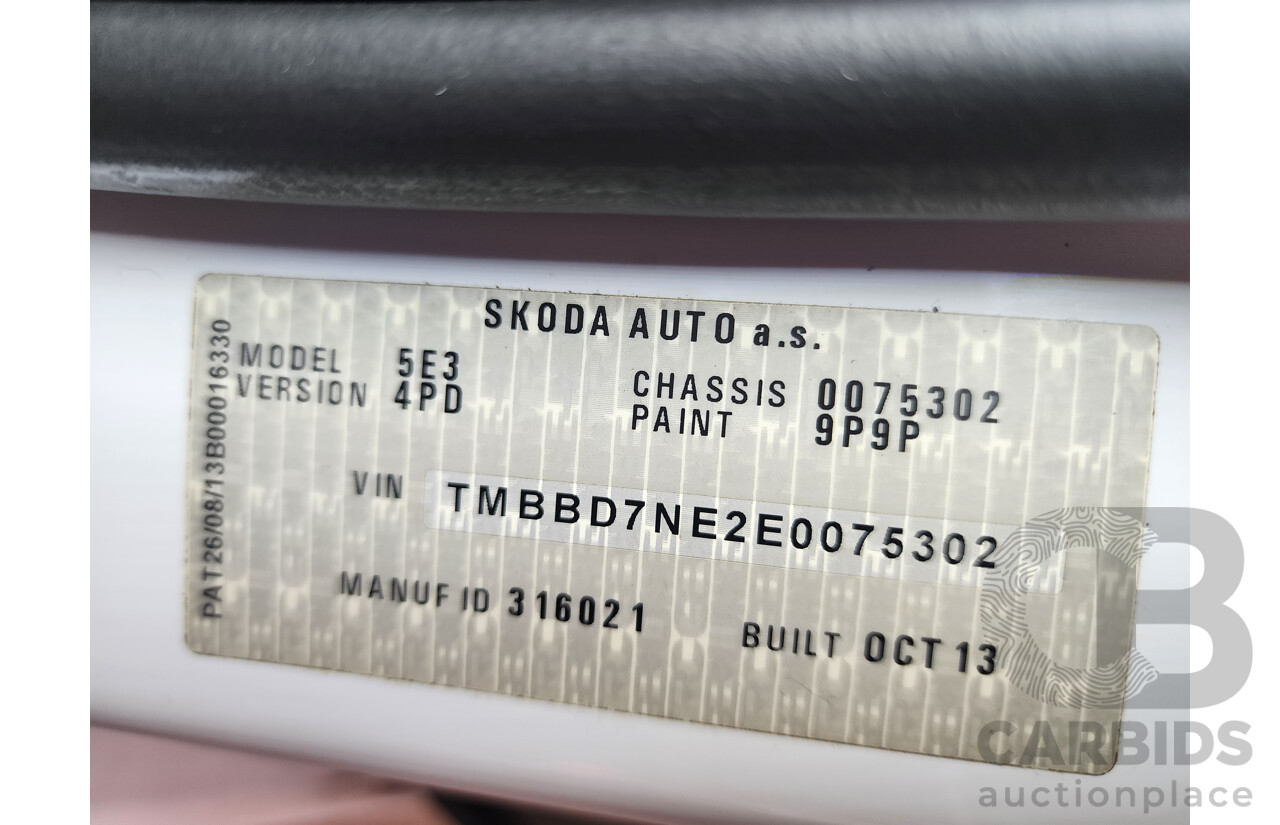 SKODA AUTO a.s.
MODEL 5E3
VERSION 4PD
CHASSIS 0075302
PAINT 9P9P
VIN TMBBD7NE2E0075302
MANUF ID 316021
BUILT OCT 13
PAT26/08/13B00016330
CARBIDS
auctionplace